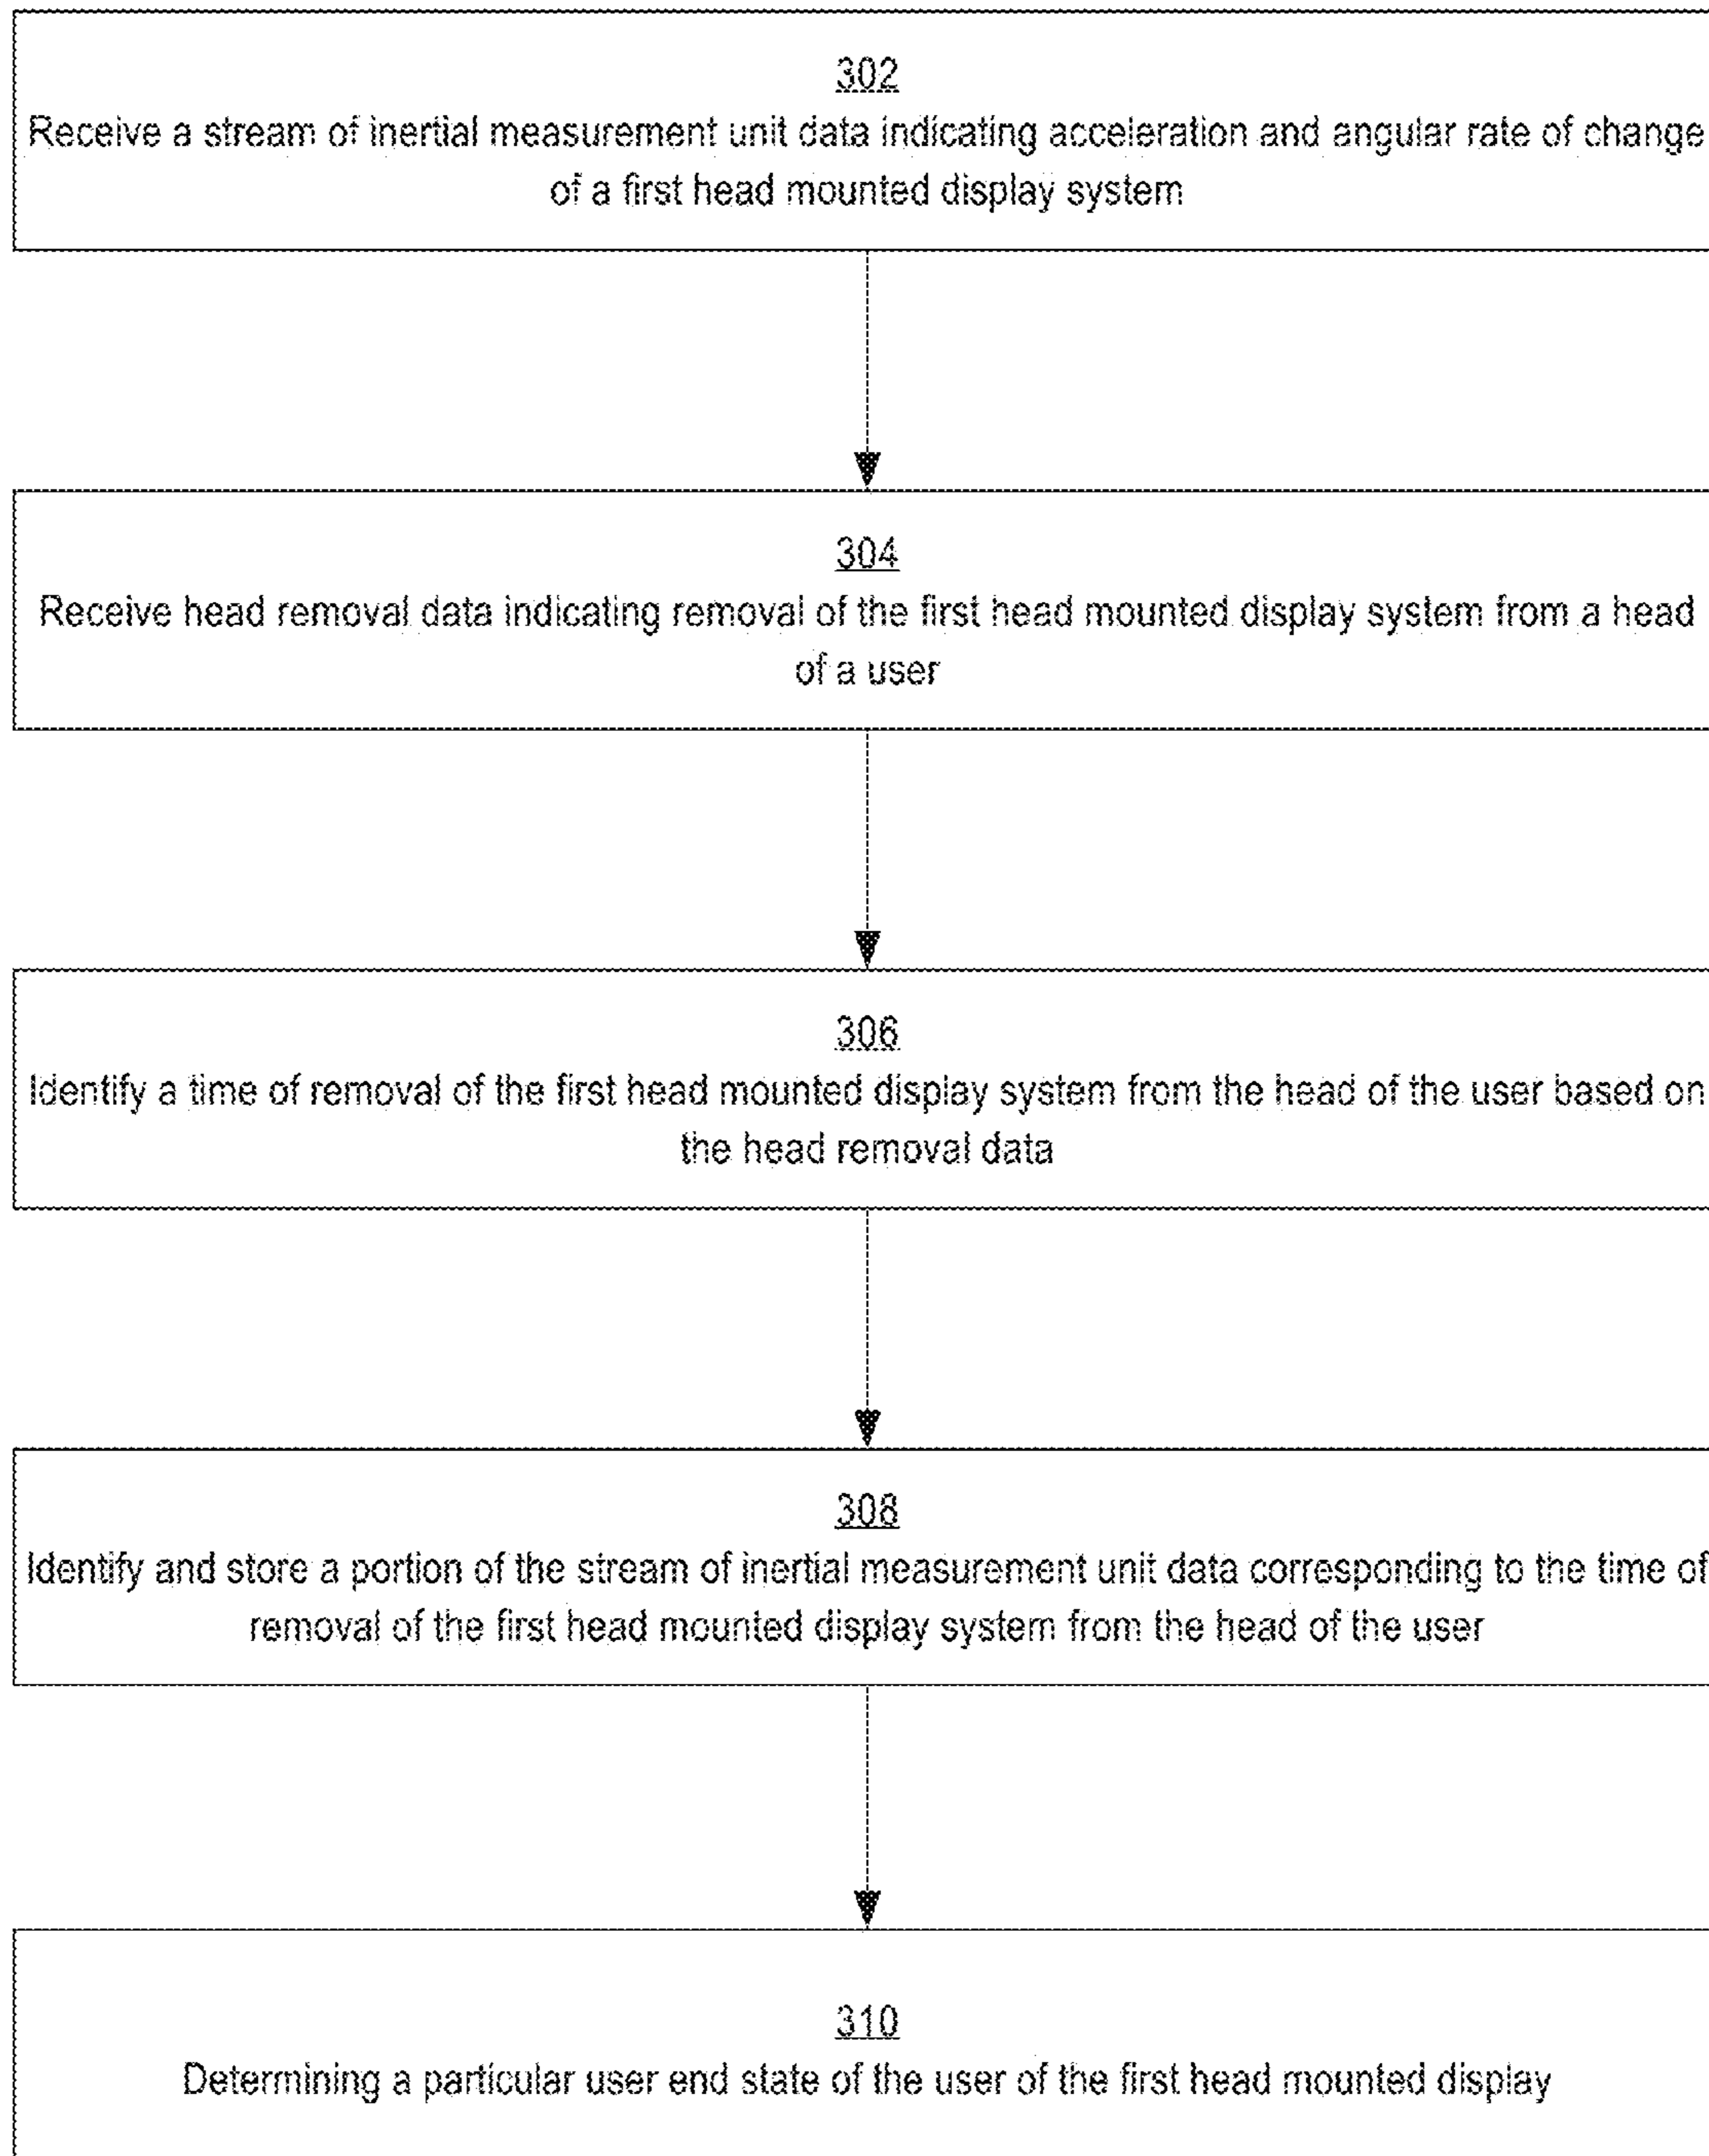 302
Receive a stream of inertial measurement unit data indicating acceleration and angular rate of change
of a first head mounted display system
304
Receive head removal data indicating removal of the first head mounted display system from a head
of a user
306
Identify a time of removal of the first head mounted display system from the head of the user based on
the head removal data
308
Identify and store a portion of the stream of inertial measurement unit data corresponding to the time of
removal of the first head mounted display system from the head of the user
310
Determining a particular user end state of the user of the first head mounted display